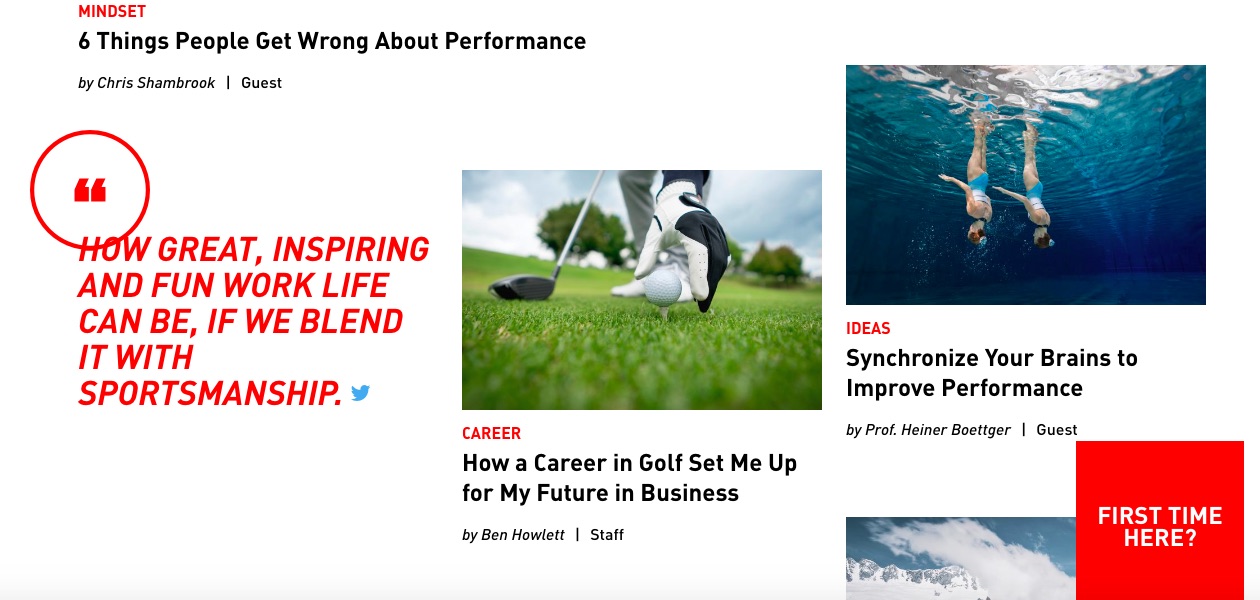 MINDSET
6 Things People Get Wrong About Performance
by Chris Shambrook | Guest
❝
HOW GREAT, INSPIRING
AND FUN WORK LIFE
CAN BE, IF WE BLEND
IT WITH
SPORTSMANSHIP.
CAREER
How a Career in Golf Set Me Up
for My Future in Business
by Ben Howlett | Staff
IDEAS
Synchronize Your Brains to
Improve Performance
by Prof. Heiner Boettger | Guest
FIRST TIME
HERE?